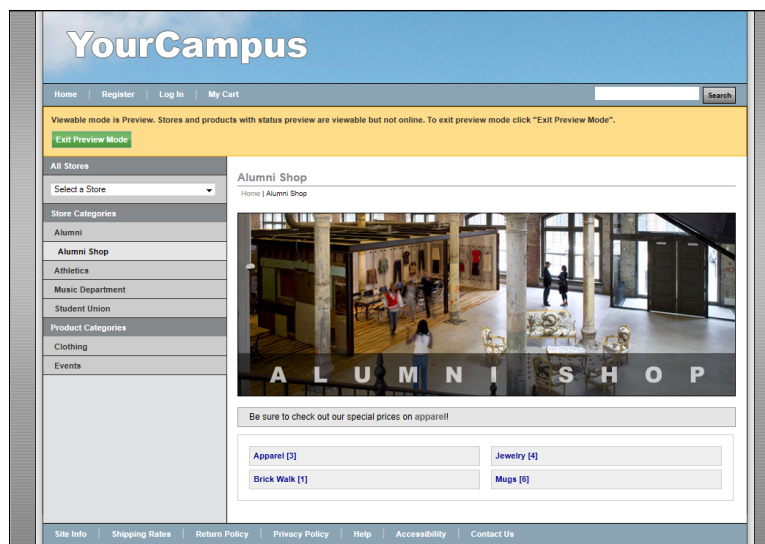 YourCampus
Home | Register | Log In | My Cart
Search
Viewable mode is Preview. Stores and products with status preview are viewable but not online. To exit preview mode click "Exit Preview Mode".
Exit Preview Mode
All Stores
Select a Store
Store Categories
Alumni
Alumni Shop
Athletics
Music Department
Student Union
Product Categories
Clothing
Events
Alumni Shop
Home | Alumni Shop
ALUMNI SHOP
Be sure to check out our special prices on apparel!
Apparel [3]
Jewelry [4]
Brick Walk [1]
Mugs [6]
Site Info | Shipping Rates | Return Policy | Privacy Policy | Help | Accessibility | Contact Us